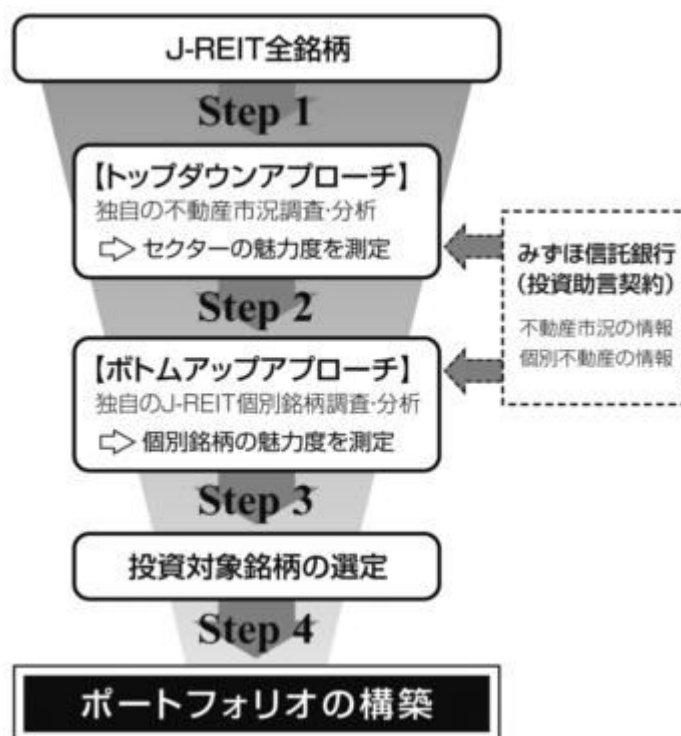 J-REIT全銘柄
Step 1
【トップダウンアプローチ】
独自の不動産市況調査・分析
⇨ セクターの魅力度を測定
Step 2
みずほ信託銀行
(投資助言契約)
不動産市況の情報
個別不動産の情報
【ボトムアップアプローチ】
独自のJ-REIT個別銘柄調査・分析
⇨ 個別銘柄の魅力度を測定
Step 3
投資対象銘柄の選定
Step 4
ポートフォリオの構築